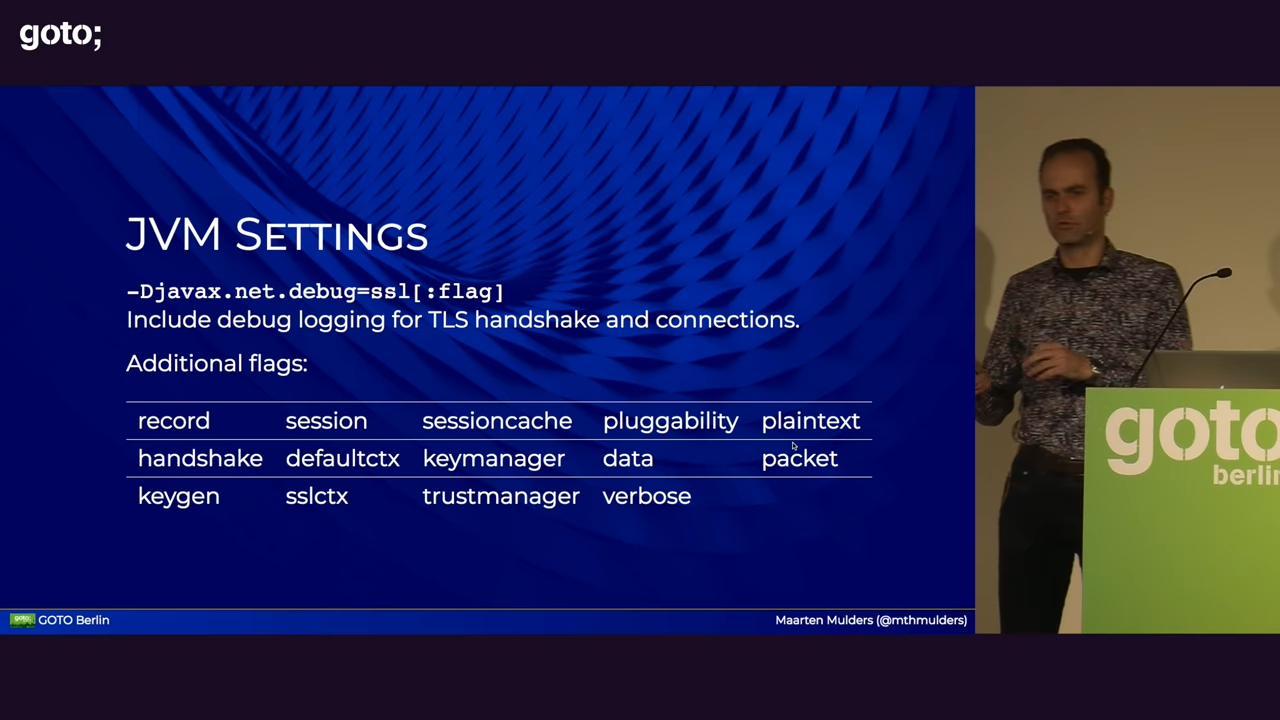 goto;
JVM SETTINGS
-Djavax.net.debug=ssl[:flag]
Include debug logging for TLS handshake and connections.
Additional flags:
record session sessioncache pluggability plaintext
handshake defaultctx keymanager data packet
keygen sslctx trustmanager verbose
goto; GOTO Berlin
Maarten Mulders (@mthmulders)
goto
berlin